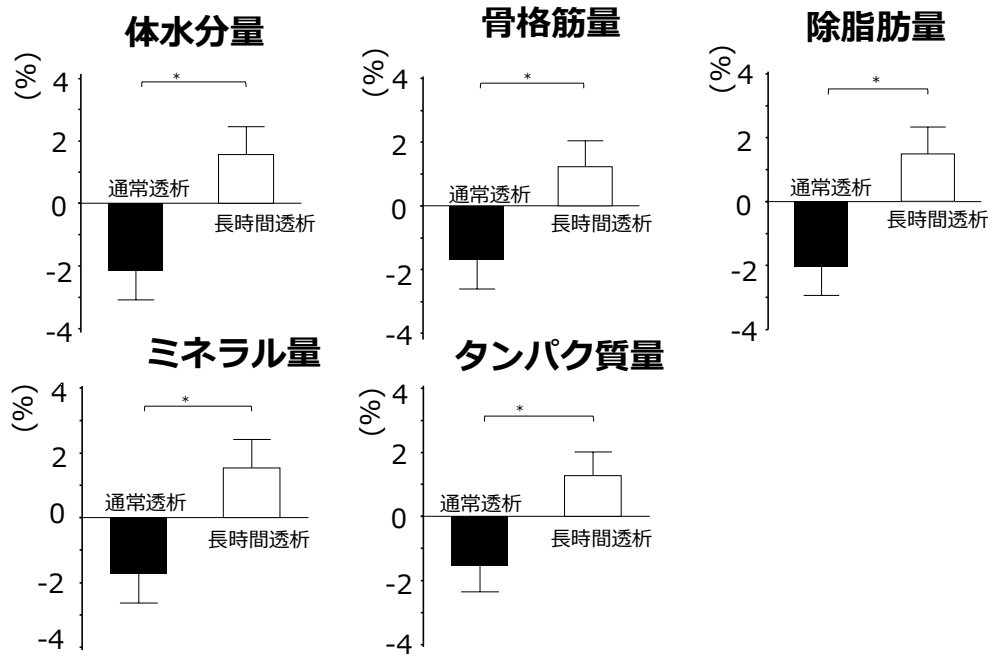 体水分量
(%)
4
*
2
通常透析
0
長時間透析
-2
-4
骨格筋量
(%)
4
*
2
通常透析
0
長時間透析
-2
-4
除脂肪量
(%)
4
*
2
通常透析
0
長時間透析
-2
-4
ミネラル量
(%)
4
*
2
通常透析
0
長時間透析
-2
-4
タンパク質量
(%)
4
*
2
通常透析
0
長時間透析
-2
-4